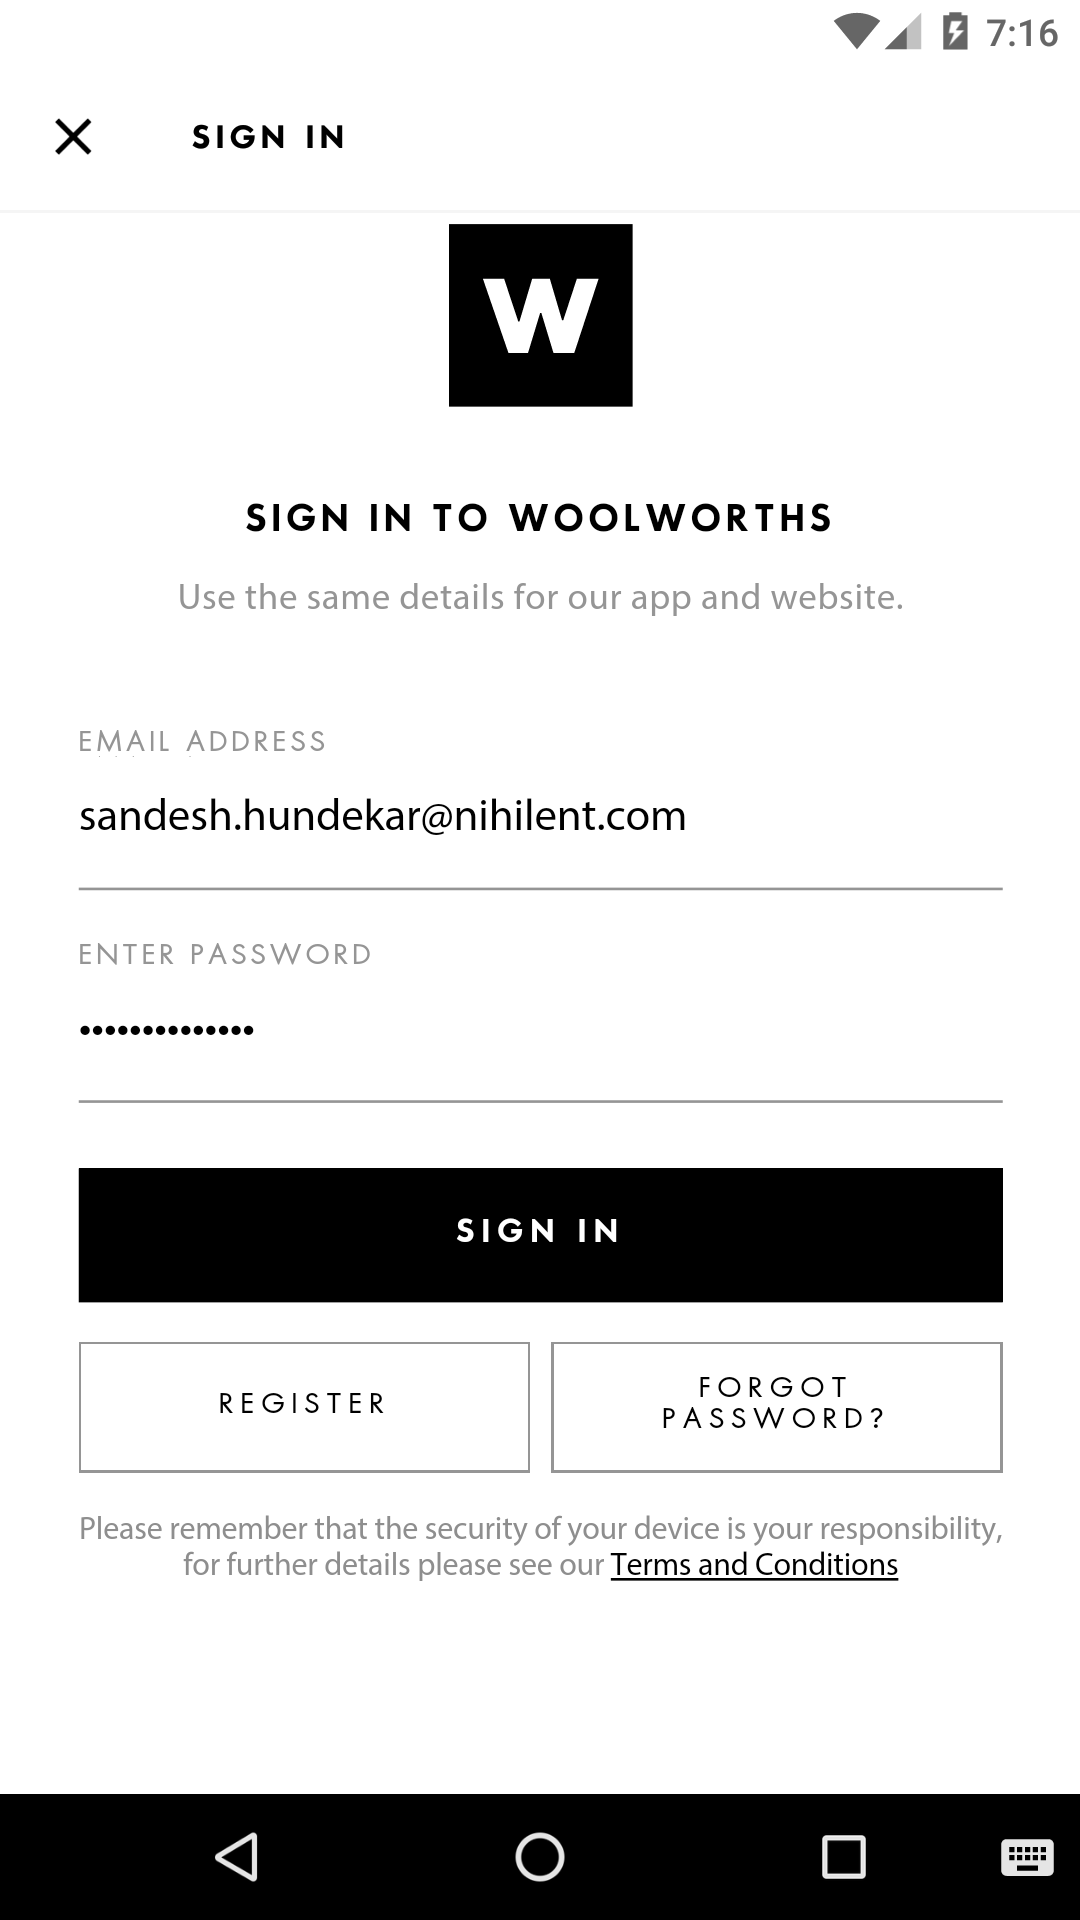 7:16
SIGN IN
W
SIGN IN TO WOOLWORTHS
Use the same details for our app and website.
EMAIL ADDRESS
sandesh.hundekar@nihilent.com
ENTER PASSWORD
••••••••••••••
SIGN IN
REGISTER
FORGOT
PASSWORD?
Please remember that the security of your device is your responsibility,
for further details please see our Terms and Conditions